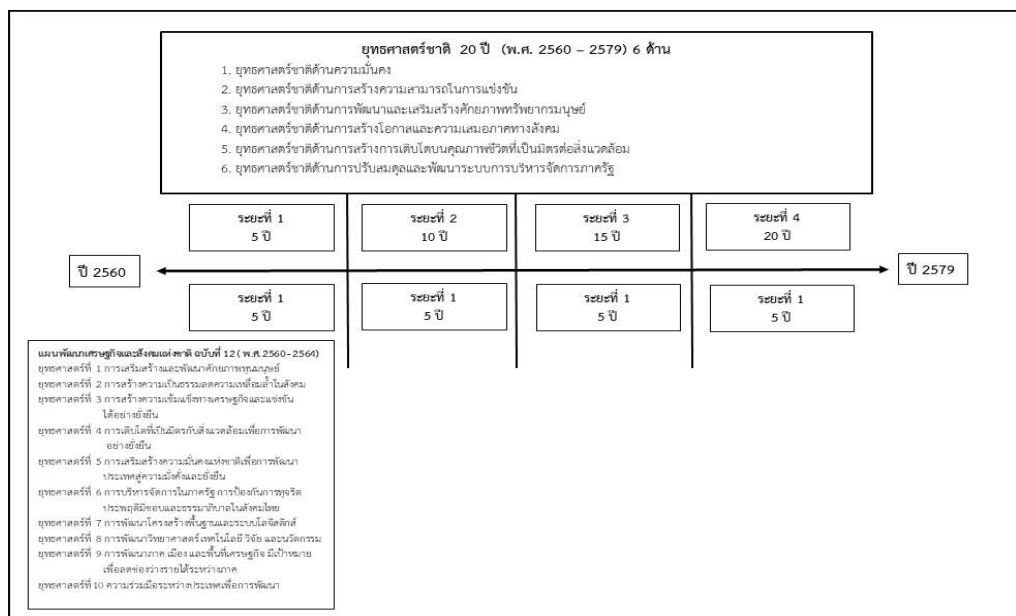 ยุทธศาสตร์ชาติ 20 ปี (พ.ศ. 2560 – 2579) 6 ด้าน
1. ยุทธศาสตร์ชาติด้านความมั่นคง
2. ยุทธศาสตร์ชาติด้านการสร้างความสามารถในการแข่งขัน
3. ยุทธศาสตร์ชาติด้านการพัฒนาและเสริมสร้างศักยภาพทรัพยากรมนุษย์
4. ยุทธศาสตร์ชาติด้านการสร้างโอกาสและความเสมอภาคทางสังคม
5. ยุทธศาสตร์ชาติด้านการสร้างการเติบโตบนคุณภาพชีวิตที่เป็นมิตรต่อสิ่งแวดล้อม
6. ยุทธศาสตร์ชาติด้านการปรับสมดุลและพัฒนาระบบการบริหารจัดการภาครัฐ
ระยะที่ 1
5 ปี
ระยะที่ 2
10 ปี
ระยะที่ 3
15 ปี
ระยะที่ 4
20 ปี
ปี 2560
ปี 2579
ระยะที่ 1
5 ปี
ระยะที่ 1
5 ปี
ระยะที่ 1
5 ปี
ระยะที่ 1
5 ปี
แผนพัฒนาเศรษฐกิจและสังคมแห่งชาติ ฉบับที่ 12 ( พ.ศ. 2560 - 2564)
ยุทธศาสตร์ที่ 1 การเสริมสร้างและพัฒนาศักยภาพทุนมนุษย์
ยุทธศาสตร์ที่ 2 การสร้างความเป็นธรรมลดความเหลื่อมล้ำในสังคม
ยุทธศาสตร์ที่ 3 การสร้างความเข้มแข็งทางเศรษฐกิจและแข่งขัน
ได้อย่างยั่งยืน
ยุทธศาสตร์ที่ 4 การเติบโตที่เป็นมิตรกับสิ่งแวดล้อมเพื่อการพัฒนา
อย่างยั่งยืน
ยุทธศาสตร์ที่ 5 การเสริมสร้างความมั่นคงแห่งชาติเพื่อการพัฒนา
ประเทศสู่ความมั่งคั่งและยั่งยืน
ยุทธศาสตร์ที่ 6 การบริหารจัดการในภาครัฐ การป้องกันการทุจริต
ประพฤติมิชอบและธรรมาภิบาลในสังคมไทย
ยุทธศาสตร์ที่ 7 การพัฒนาโครงสร้างพื้นฐานและระบบโลจิสติกส์
ยุทธศาสตร์ที่ 8 การพัฒนาวิทยาศาสตร์ เทคโนโลยี วิจัย และนวัตกรรม
ยุทธศาสตร์ที่ 9 การพัฒนาภาค เมือง และพื้นที่เศรษฐกิจ มีเป้าหมาย
เพื่อลดช่องว่างรายได้ระหว่างภาค
ยุทธศาสตร์ที่ 10 ความร่วมมือระหว่างประเทศเพื่อการพัฒนา